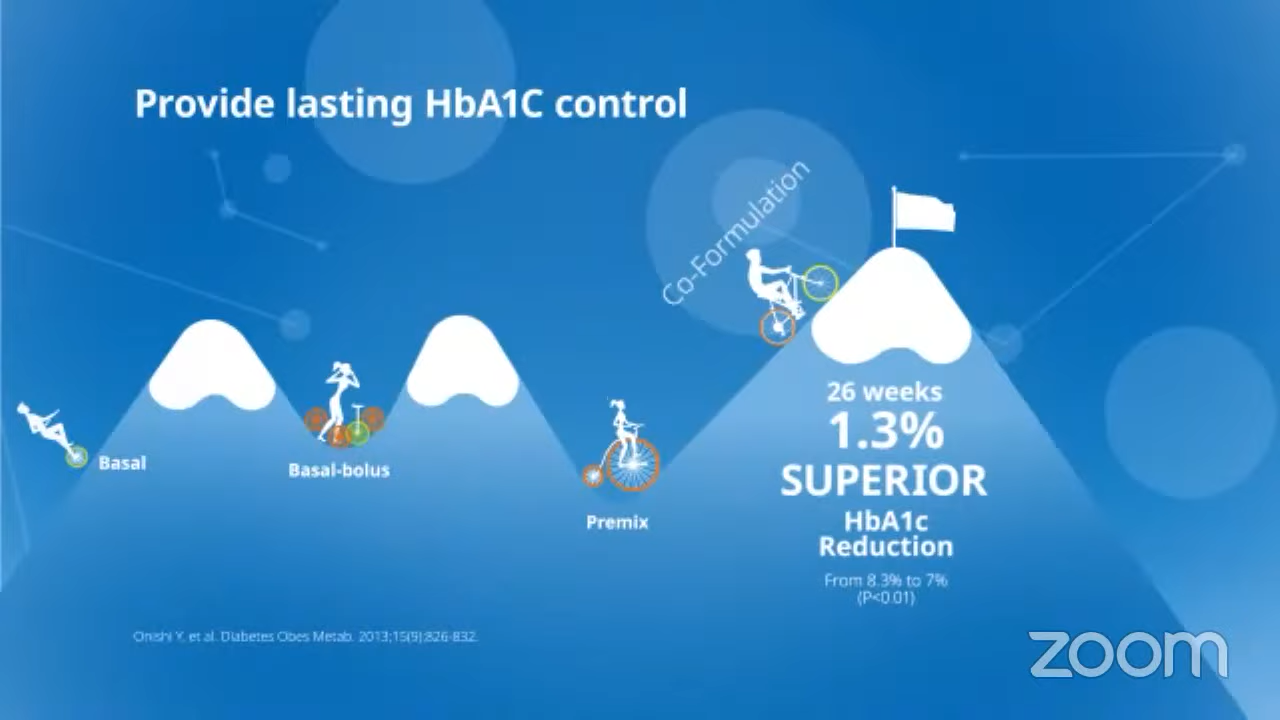 Provide lasting HbA1C control
Co-Formulation
Basal
Basal-bolus
Premix
26 weeks
1.3%
SUPERIOR
HbA1c
Reduction
From 8.3% to 7%
(P<0.01)
Onishi Y. et al. Diabetes Obes Metab. 2013;15(9):826-832.
zoom